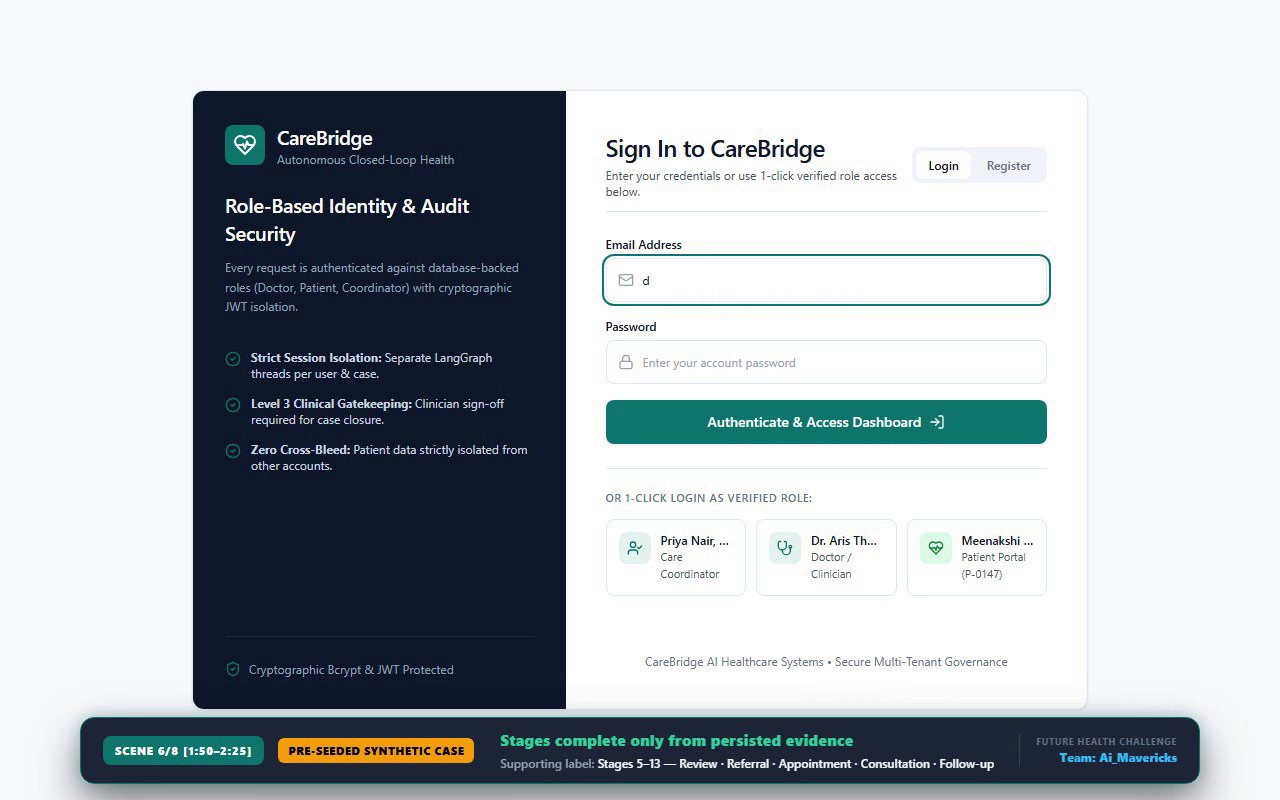 CareBridge
Autonomous Closed-Loop Health
Role-Based Identity & Audit
Security
Every request is authenticated against database-backed
roles (Doctor, Patient, Coordinator) with cryptographic
JWT isolation.
Strict Session Isolation: Separate LangGraph
threads per user & case.
Level 3 Clinical Gatekeeping: Clinician sign-off
required for case closure.
Zero Cross-Bleed: Patient data strictly isolated from
other accounts.
Cryptographic Bcrypt & JWT Protected
Sign In to CareBridge
Enter your credentials or use 1-click verified role access
below.
Login
Register
Email Address
d
Password
Enter your account password
Authenticate & Access Dashboard
OR 1-CLICK LOGIN AS VERIFIED ROLE:
Priya Nair, ...
Care
Coordinator
Dr. Aris Th...
Doctor /
Clinician
Meenakshi ...
Patient Portal
(P-0147)
CareBridge AI Healthcare Systems • Secure Multi-Tenant Governance
SCENE 6/8 [1:50–2:25]
PRE-SEEDED SYNTHETIC CASE
Stages complete only from persisted evidence
Supporting label: Stages 5–13 — Review · Referral · Appointment · Consultation · Follow-up
FUTURE HEALTH CHALLENGE
Team: Ai_Mavericks